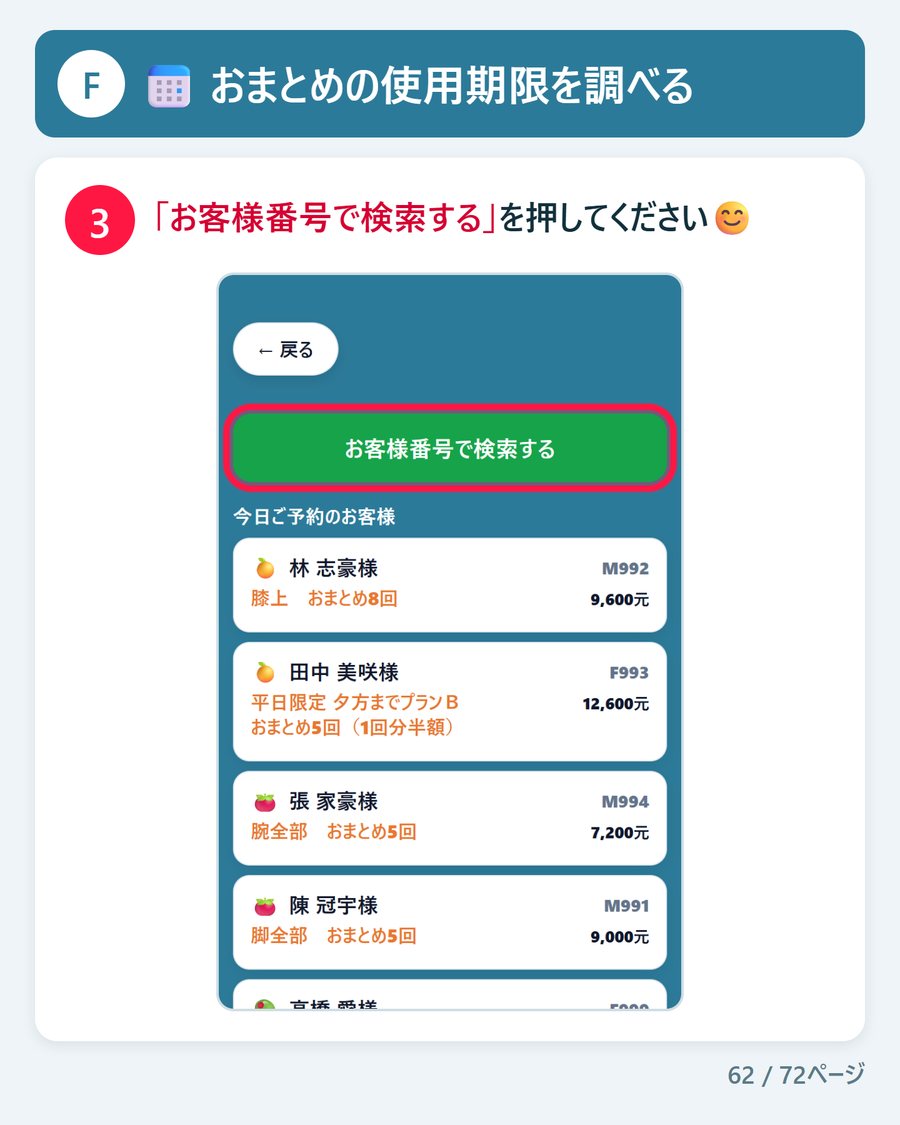 F おまとめの使用期限を調べる
3 「お客様番号で検索する」を押してください
← 戻る
お客様番号で検索する
今日ご予約のお客様
林 志豪様 M992
膝上 おまとめ8回 9,600元
田中 美咲様 F993
平日限定 夕方までプランB 12,600元
おまとめ5回（1回分半額）
張 家豪様 M994
腕全部 おまとめ5回 7,200元
陳 冠宇様 M991
脚全部 おまとめ5回 9,000元
高橋 愛様
62 / 72ページ